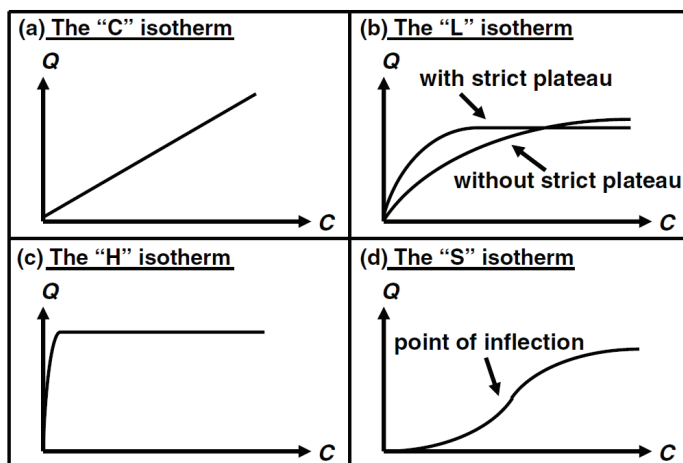 (a) The “C” isotherm
Q
C
(b) The “L” isotherm
Q
with strict plateau
without strict plateau
C
(c) The “H” isotherm
Q
C
(d) The “S” isotherm
Q
point of inflection
C